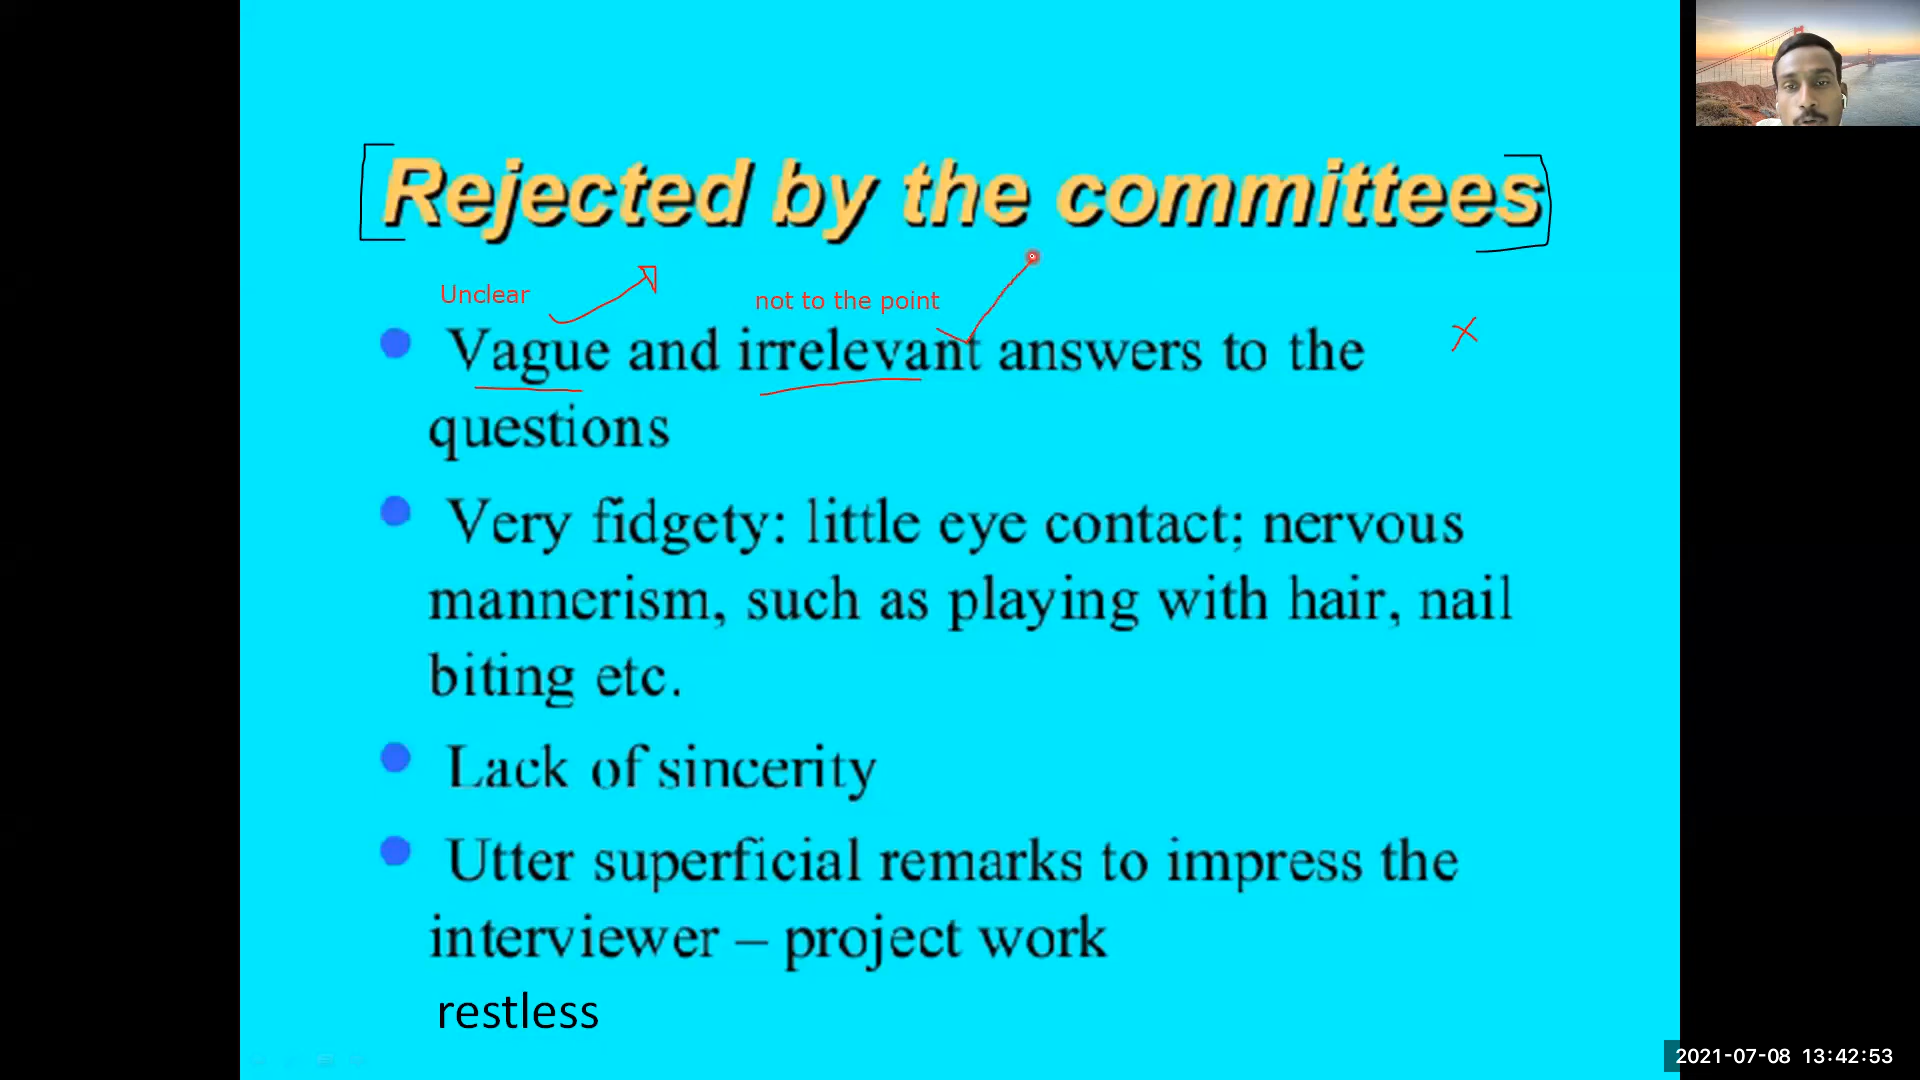 Rejected by the committees
Unclear
not to the point
Vague and irrelevant answers to the
questions
Very fidgety: little eye contact; nervous
mannerism, such as playing with hair, nail
biting etc.
Lack of sincerity
Utter superficial remarks to impress the
interviewer – project work
restless
2021-07-08 13:42:53